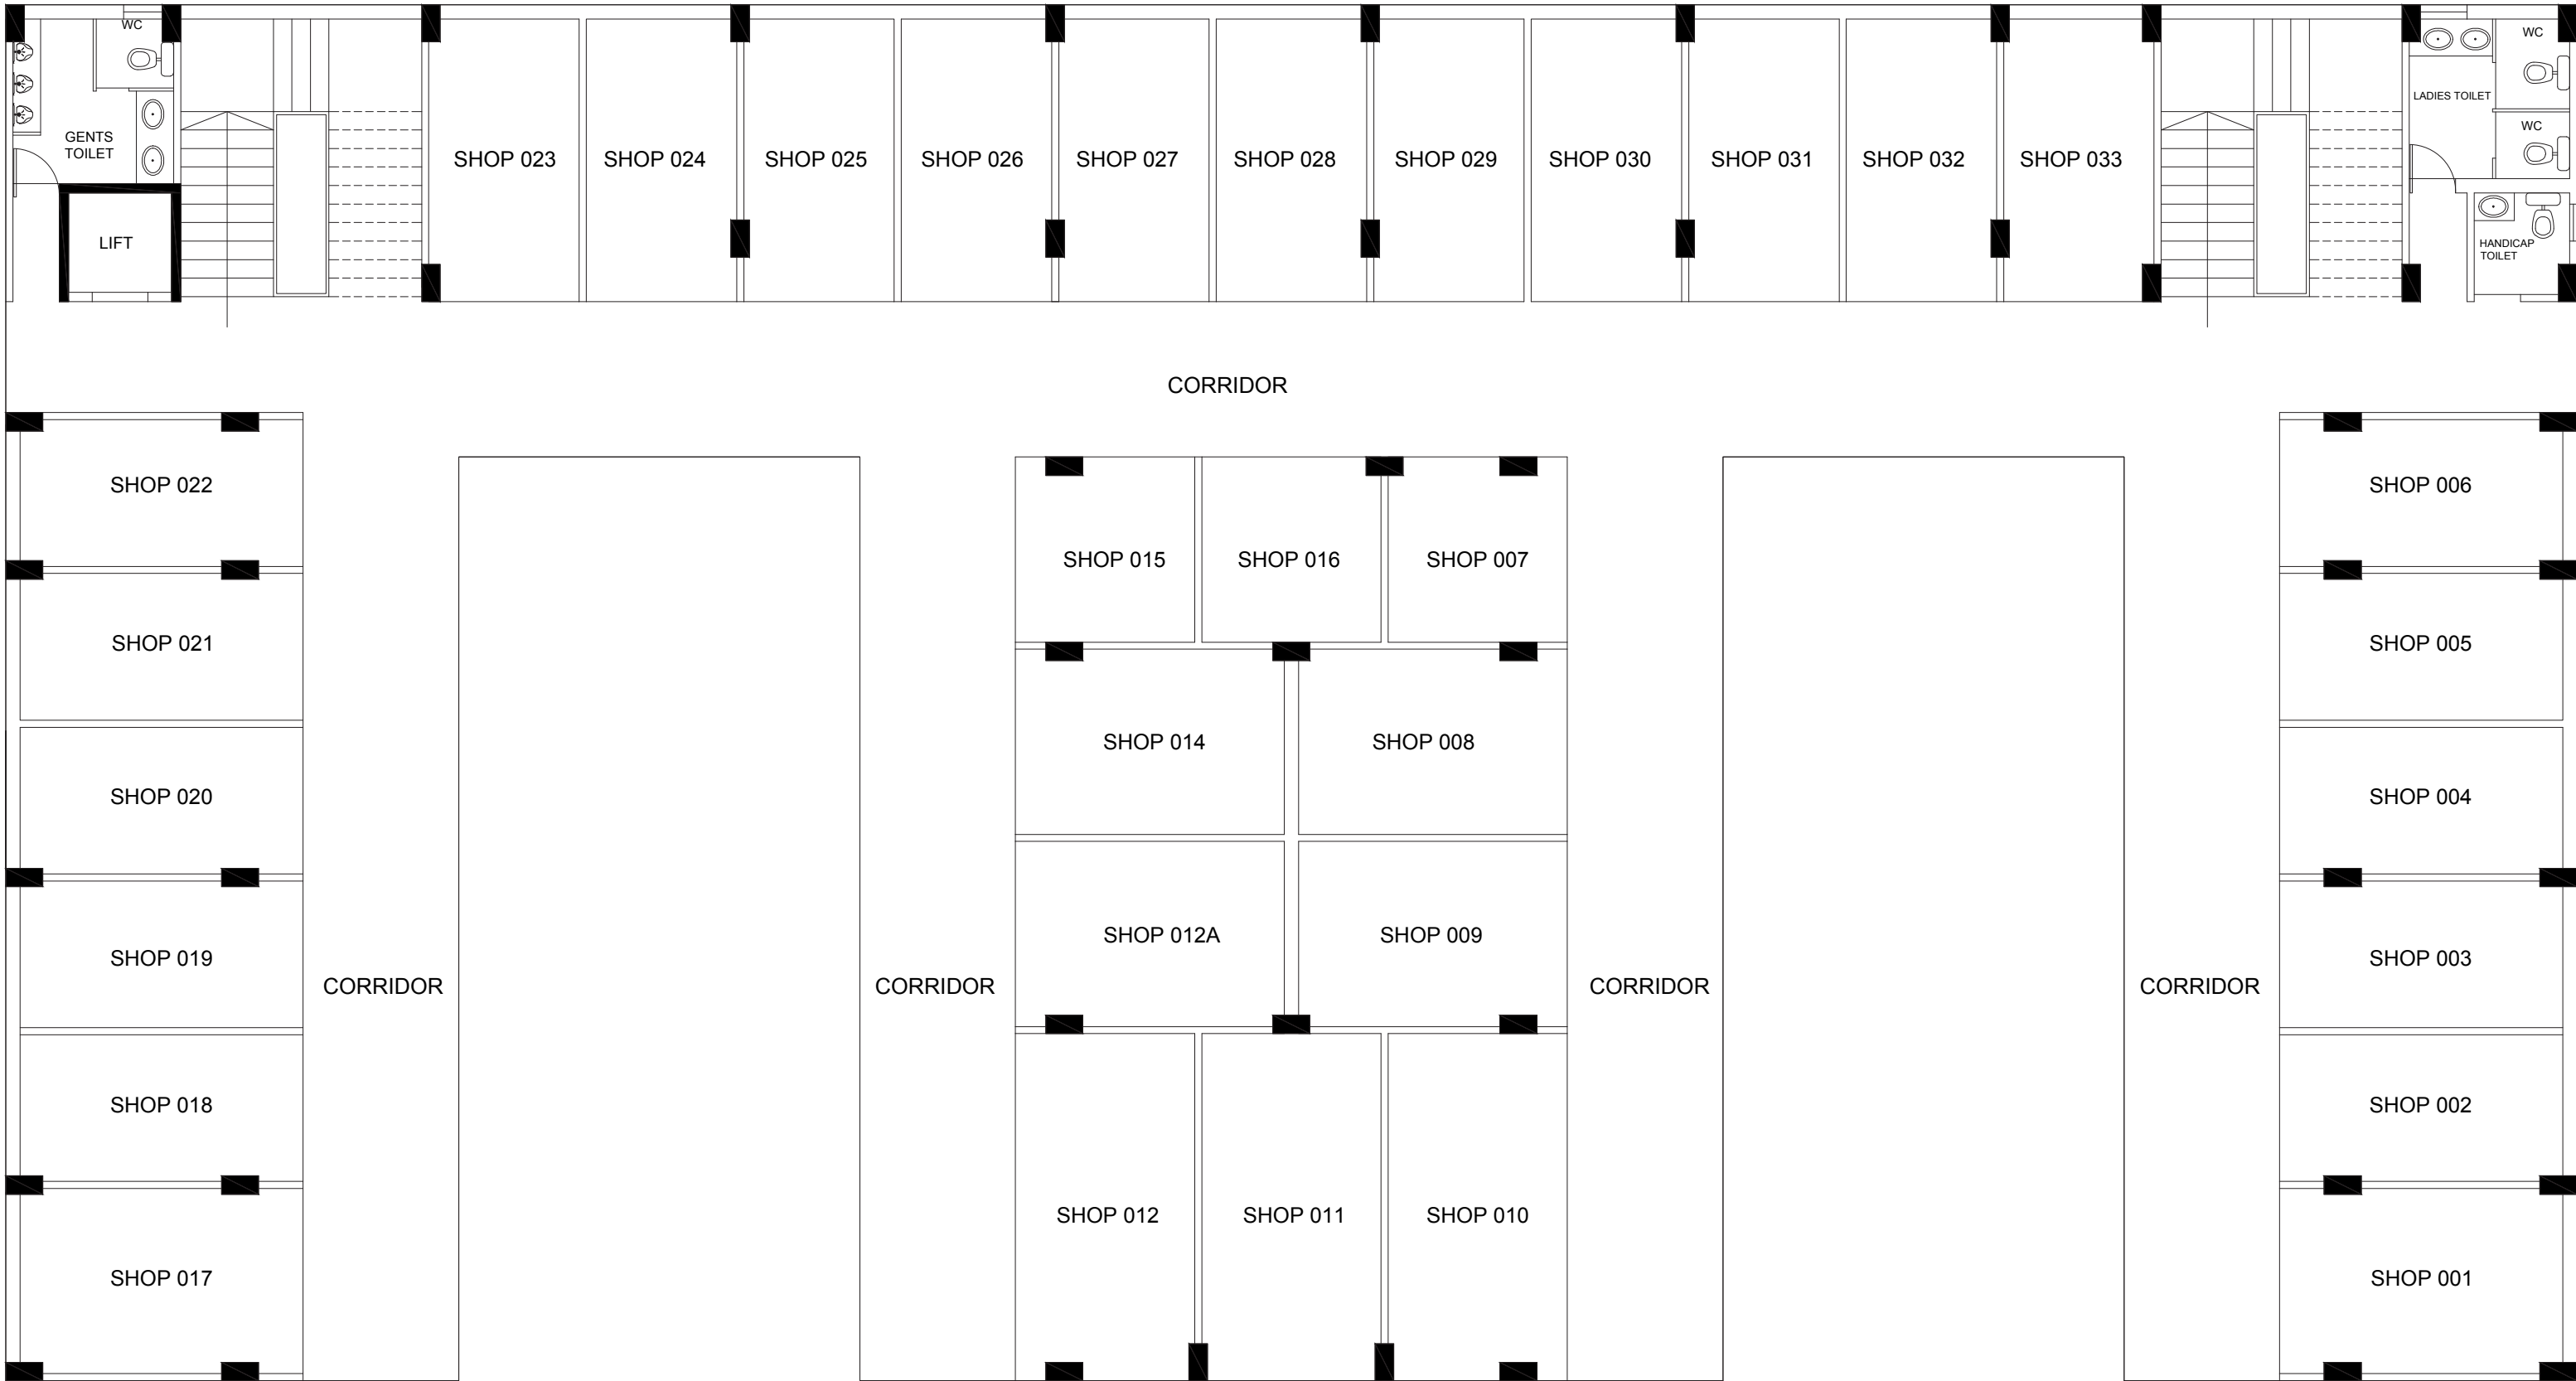 WC
WC
GENTS
TOILET
LADIES TOILET
WC
SHOP 023
SHOP 024
SHOP 025
SHOP 026
SHOP 027
SHOP 028
SHOP 029
SHOP 030
SHOP 031
SHOP 032
SHOP 033
LIFT
HANDICAP
TOILET
CORRIDOR
SHOP 022
SHOP 006
SHOP 015
SHOP 016
SHOP 007
SHOP 021
SHOP 005
SHOP 014
SHOP 008
SHOP 020
SHOP 004
SHOP 012A
SHOP 009
SHOP 019
SHOP 003
CORRIDOR
CORRIDOR
CORRIDOR
CORRIDOR
SHOP 018
SHOP 002
SHOP 012
SHOP 011
SHOP 010
SHOP 017
SHOP 001